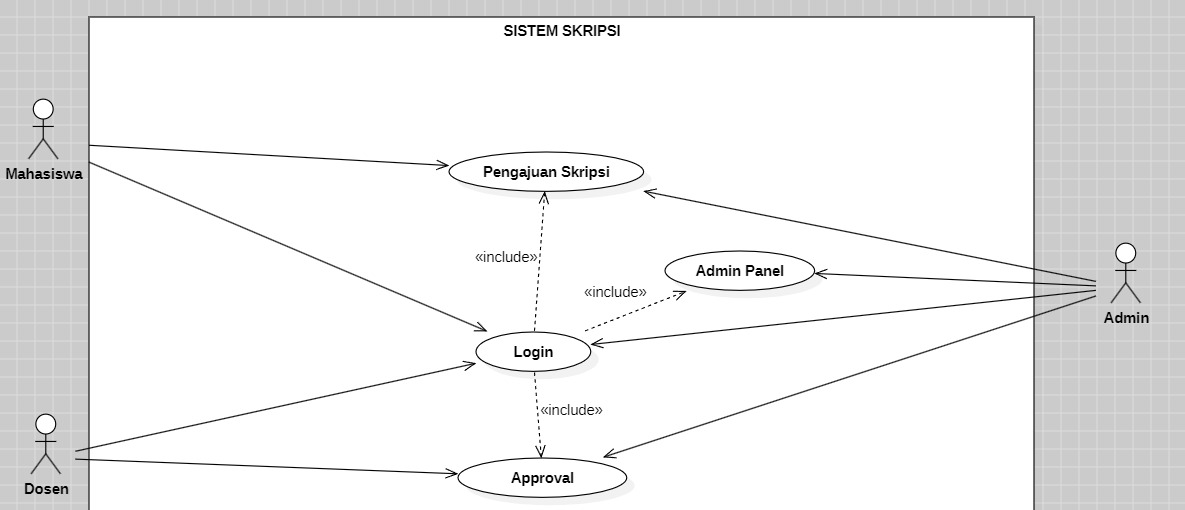 SISTEM SKRIPSI
Mahasiswa
Pengajuan Skripsi
«include»
Admin Panel
«include»
Admin
Login
«include»
Approval
Dosen